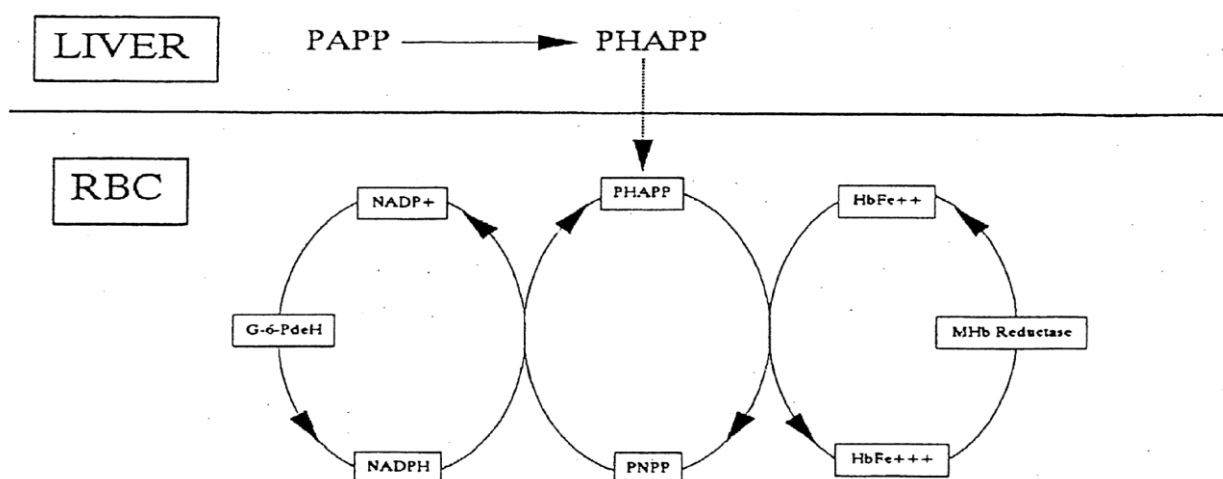 LIVER
PAPP
PHAPP
RBC
NADP+
PHAPP
HbFe++
G-6-PdeH
MHb Reductase
NADPH
PNPP
HbFe+++